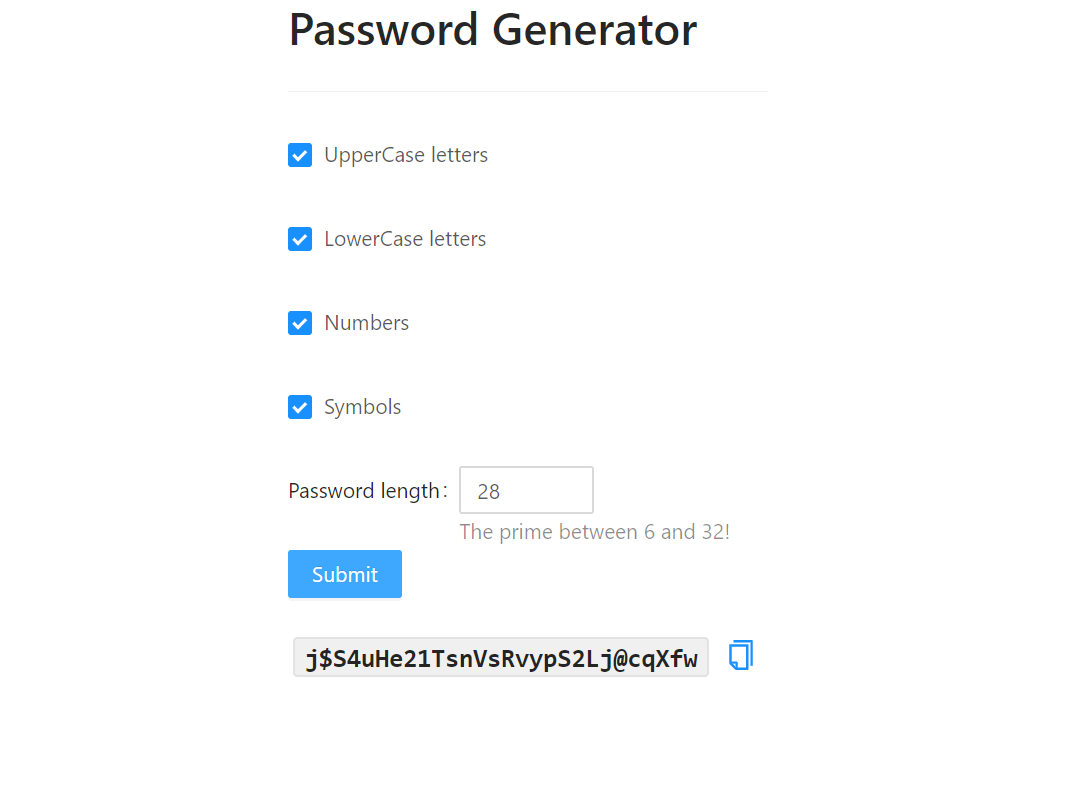 Password Generator
UpperCase letters
LowerCase letters
Numbers
Symbols
Password length: 28
The prime between 6 and 32!
Submit
j$S4uHe21TsnVsRvypS2Lj@cqXfw